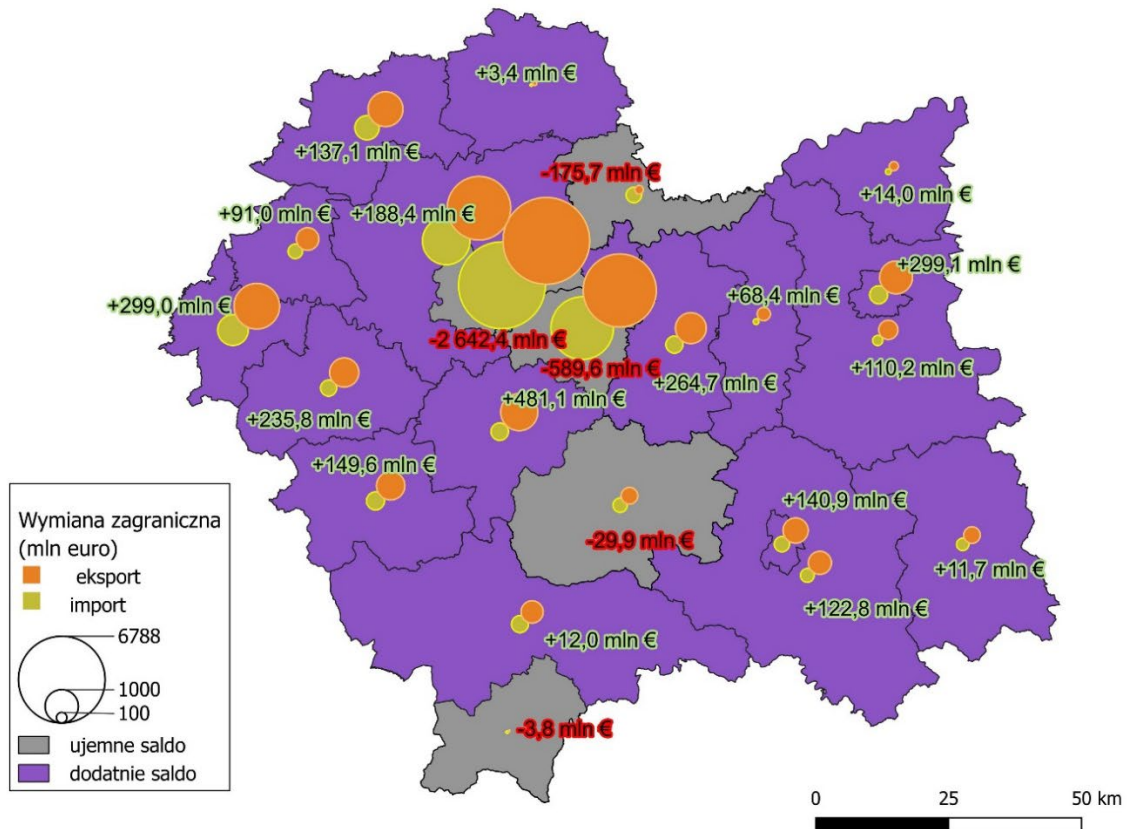 +3,4 mln €
+137,1 mln €
-175,7 mln €
+14,0 mln €
+91,0 mln €
+188,4 mln €
+299,1 mln €
+299,0 mln €
+68,4 mln €
-2 642,4 mln €
-589,6 mln €
+264,7 mln €
+110,2 mln €
+235,8 mln €
+481,1 mln €
+149,6 mln €
+140,9 mln €
-29,9 mln €
+11,7 mln €
+122,8 mln €
+12,0 mln €
-3,8 mln €
Wymiana zagraniczna
(mln euro)
eksport
import
6788
1000
100
ujemne saldo
dodatnie saldo
0 25 50 km